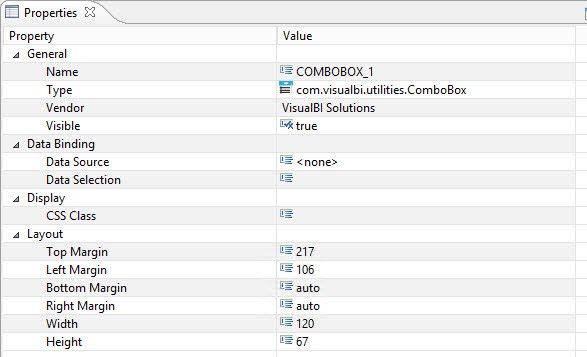 Properties
Property Value
General
Name COMBOBOX_1
Type com.visualbi.utilities.ComboBox
Vendor VisualBI Solutions
Visible true
Data Binding
Data Source <none>
Data Selection
Display
CSS Class
Layout
Top Margin 217
Left Margin 106
Bottom Margin auto
Right Margin auto
Width 120
Height 67